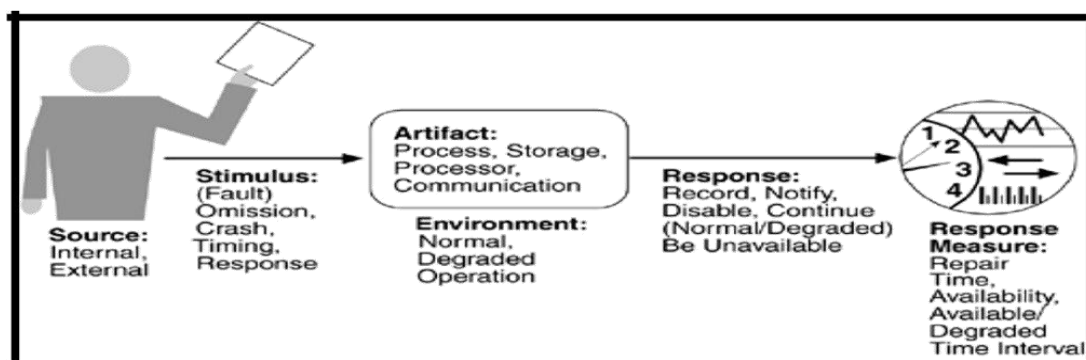 Source:
Internal,
External
Stimulus:
(Fault)
Omission,
Crash,
Timing,
Response
Artifact:
Process, Storage,
Processor,
Communication
Environment:
Normal,
Degraded
Operation
Response:
Record, Notify,
Disable, Continue
(Normal/Degraded)
Be Unavailable
1
2
3
4
Response
Measure:
Repair
Time,
Availability,
Available/
Degraded
Time Interval